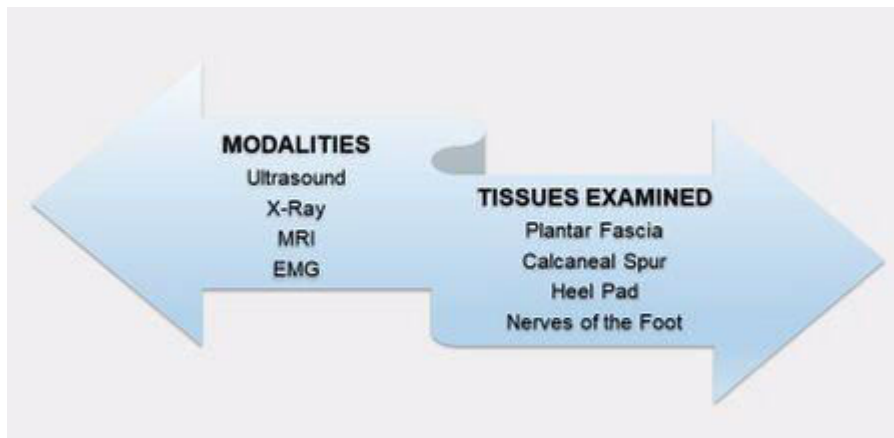 MODALITIES
Ultrasound
X-Ray
MRI
EMG
TISSUES EXAMINED
Plantar Fascia
Calcaneal Spur
Heel Pad
Nerves of the Foot